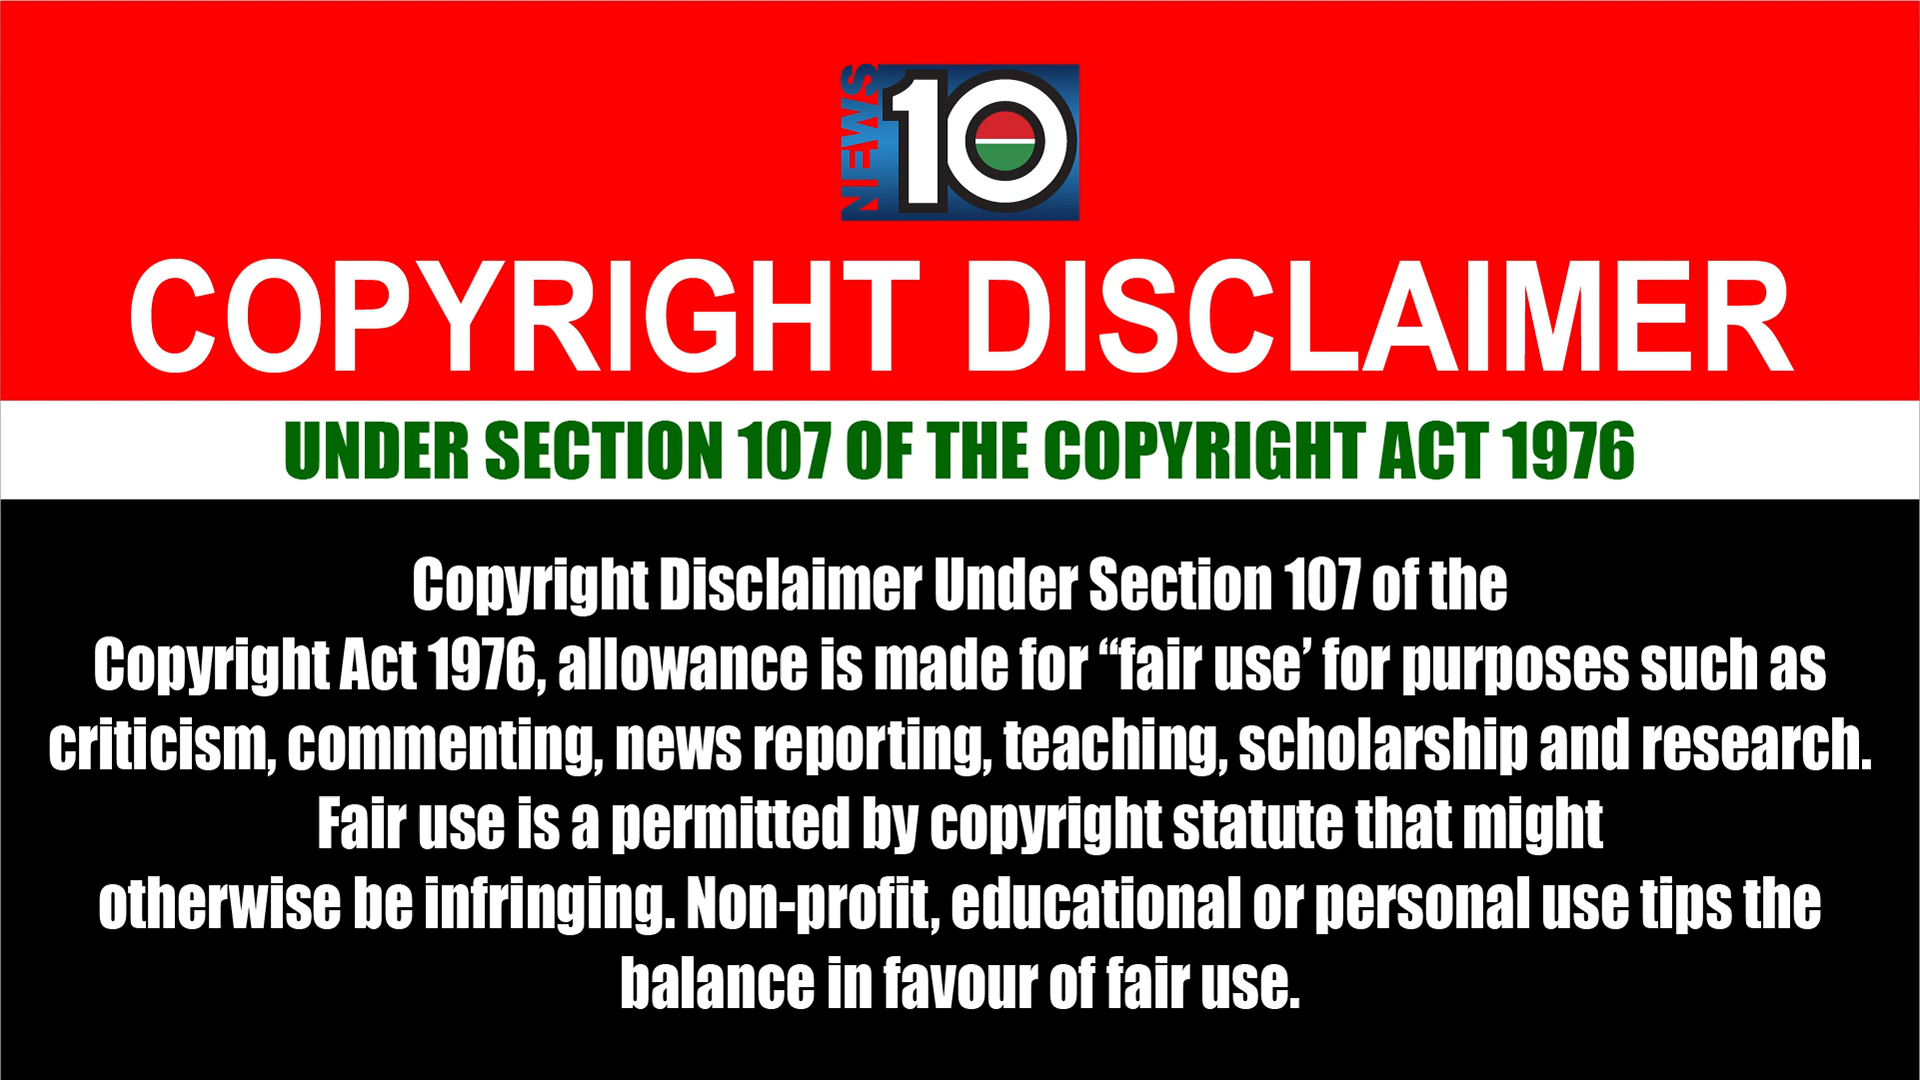 NEWS
10
COPYRIGHT DISCLAIMER
UNDER SECTION 107 OF THE COPYRIGHT ACT 1976
Copyright Disclaimer Under Section 107 of the
Copyright Act 1976, allowance is made for “fair use’ for purposes such as
criticism, commenting, news reporting, teaching, scholarship and research.
Fair use is a permitted by copyright statute that might
otherwise be infringing. Non-profit, educational or personal use tips the
balance in favour of fair use.